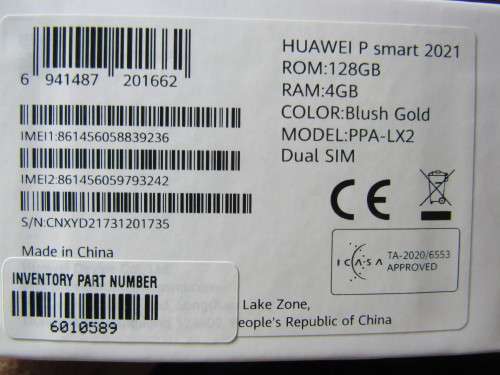 6 941487 201662
IMEI1:861456058839236
IMEI2:861456059793242
S/N:CNXYD21731201735
Made in China
HUAWEI P smart 2021
ROM:128GB
RAM:4GB
COLOR:Blush Gold
MODEL:PPA-LX2
Dual SIM
CE
ICASA
TA-2020/6553
APPROVED
INVENTORY PART NUMBER
6010589
Lake Zone,
People's Republic of China